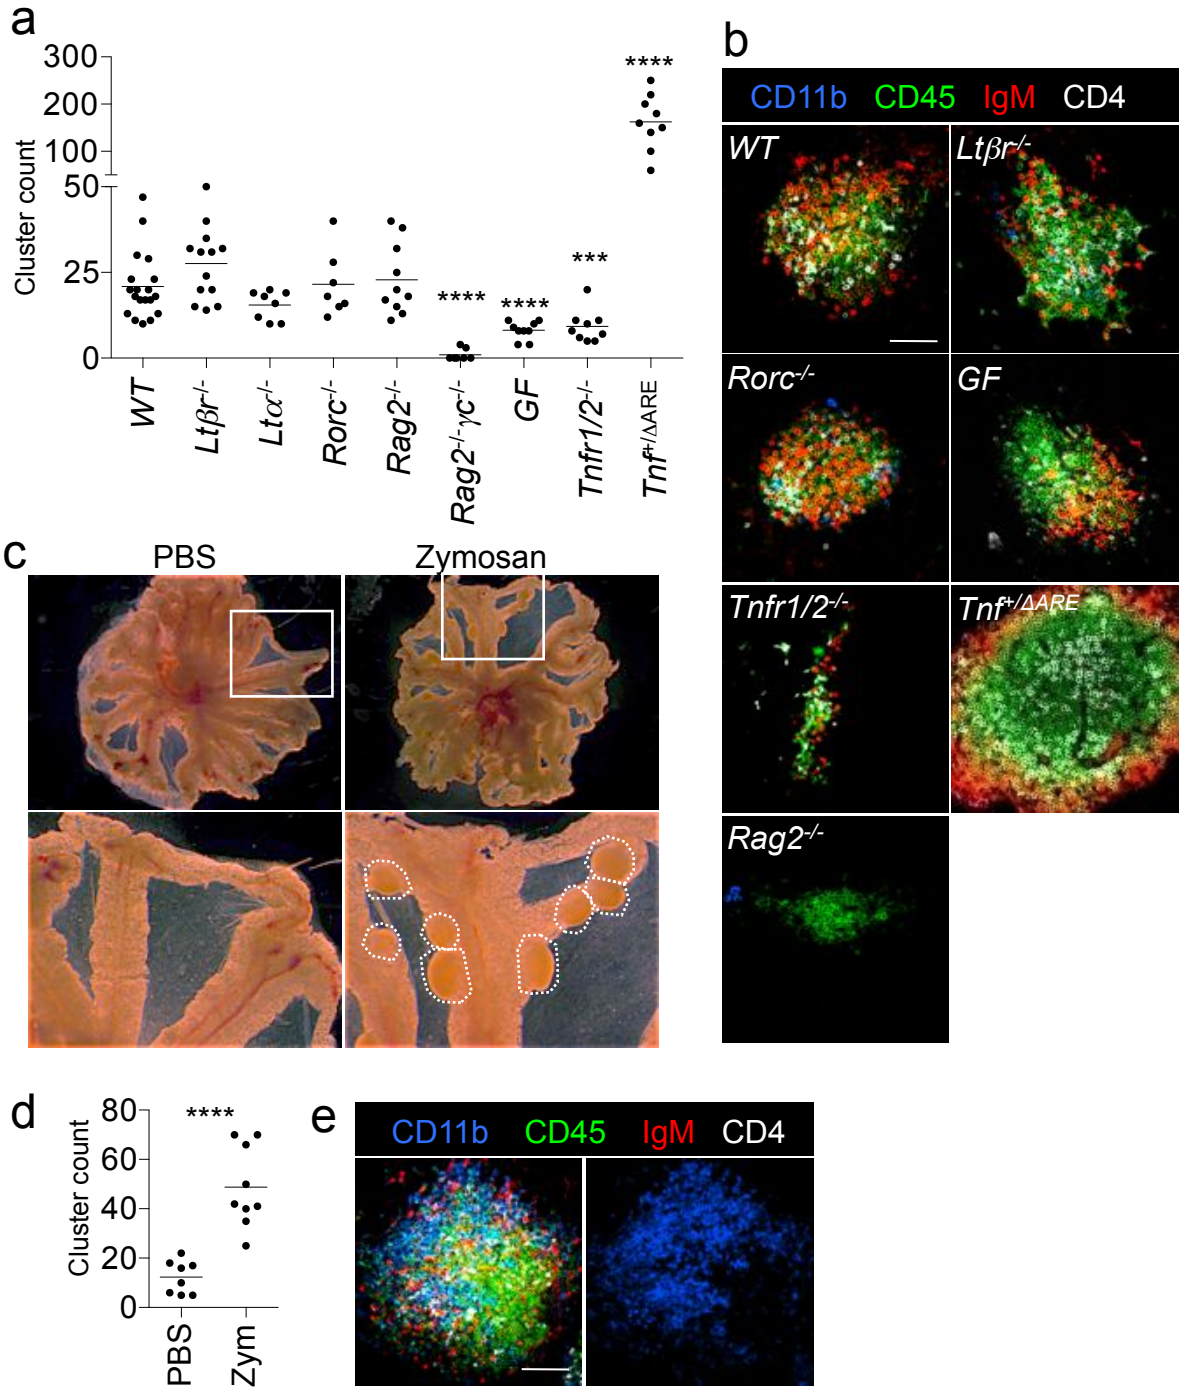 a
300
200
100
50
25
0
Cluster count
****
***
****
****
WT
Ltβr-/-
Ltα-/-
Rorc-/-
Rag2-/-
Rag2-/-γc-/-
GF
Tnfr1/2-/-
Tnf+/ΔARE
b
CD11b CD45 IgM CD4
WT
Ltβr-/-
Rorc-/-
GF
Tnfr1/2-/-
Tnf+/ΔARE
Rag2-/-
c
PBS Zymosan
d
80
60
40
20
0
Cluster count
****
PBS
Zym
e
CD11b CD45 IgM CD4